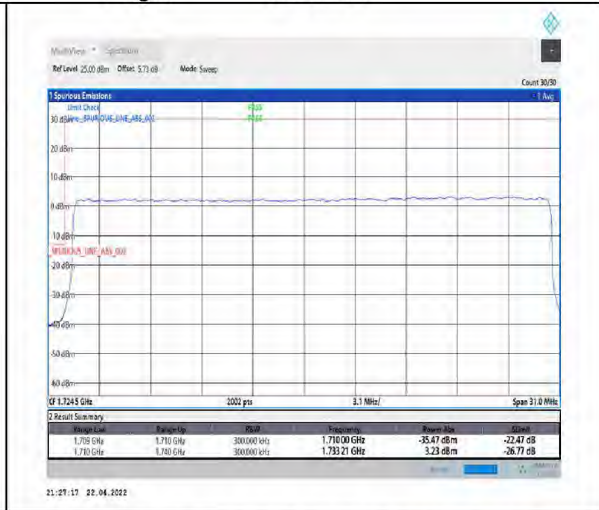 MultiView Spectrum
Ref Level 25.00 dBm Offset 5.73 dB Mode Sweep
Count 30/30
1 Spurious Emissions 1 Avg
Limit Check PASS
30 dBm Line _SPURIOUS_LINE_ABS_002 PASS
20 dBm
10 dBm
0 dBm
-10 dBm
_SPURIOUS_LINE_ABS_002
-20 dBm
-30 dBm
-40 dBm
-50 dBm
-60 dBm
CF 1.7245 GHz 2002 pts 3.1 MHz/ Span 31.0 MHz
2 Result Summary
Range Low Range Up RBW Frequency Power Abs ΔLimit
1.709 GHz 1.710 GHz 300.000 kHz 1.71000 GHz -35.47 dBm -22.47 dB
1.710 GHz 1.740 GHz 300.000 kHz 1.73321 GHz 3.23 dBm -26.77 dB
21:27:17 22.04.2022